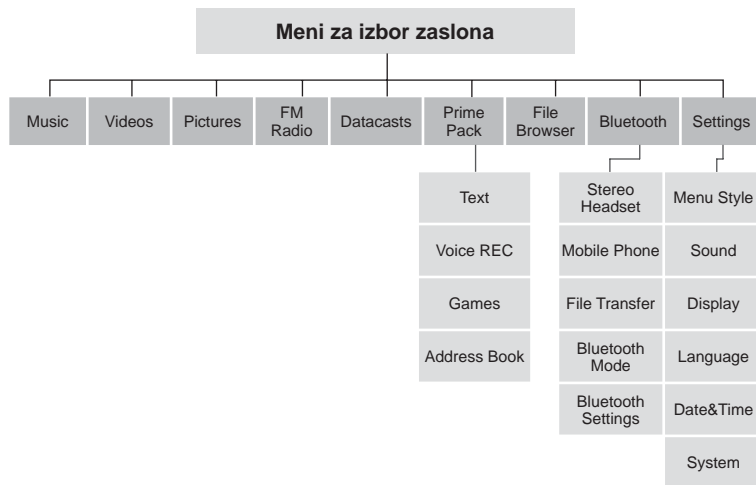 Meni za izbor zaslona
Music
Videos
Pictures
FM
Radio
Datacasts
Prime
Pack
File
Browser
Bluetooth
Settings
Text
Voice REC
Games
Address Book
Stereo
Headset
Mobile Phone
File Transfer
Bluetooth
Mode
Bluetooth
Settings
Menu Style
Sound
Display
Language
Date&Time
System